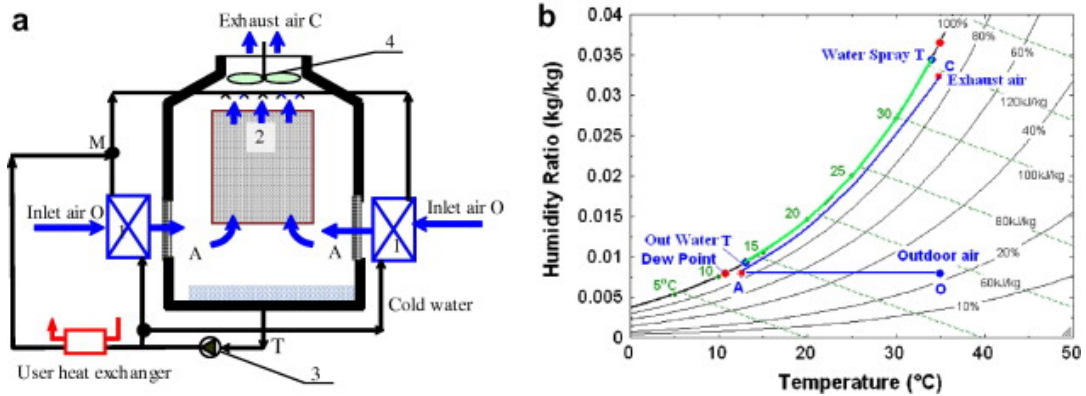 a
Exhaust air C
4
2
M
Inlet air O
1
A
A
1
Inlet air O
Cold water
T
User heat exchanger
3
b
0.04
0.035
0.03
0.025
0.02
0.015
0.01
0.005
0
Humidity Ratio (kg/kg)
100%
80%
60%
Water Spray T
C
Exhaust air
120kJ/kg
40%
30
100kJ/kg
25
20
80kJ/kg
Out Water T
15
20%
Dew Point
10
Outdoor air
A
O
60kJ/kg
5°C
10%
0
10
20
30
40
50
Temperature (°C)